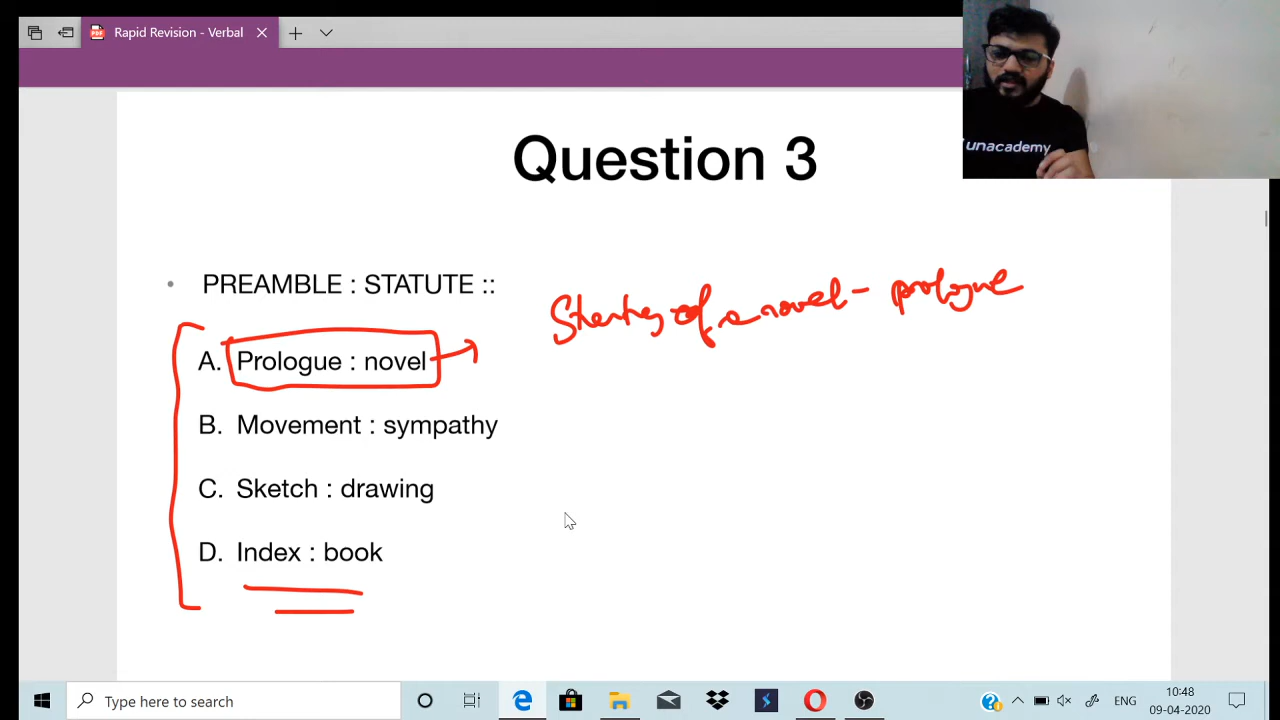 Rapid Revision - Verbal
unacademy
Question 3
• PREAMBLE : STATUTE ::
of a novel - prologue
A. Prologue : novel
B. Movement : sympathy
C. Sketch : drawing
D. Index : book
Type here to search
ENG
10:48
09-04-2020